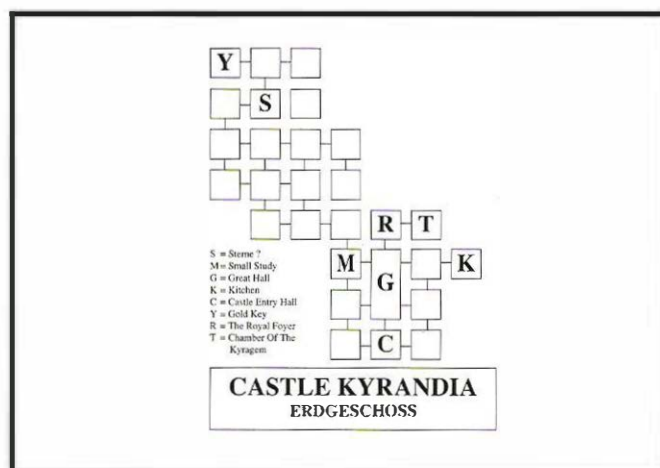 Y
S
R T
M K
G
C
S = Sterne ?
M = Small Study
G = Great Hall
K = Kitchen
C = Castle Entry Hall
Y = Gold Key
R = The Royal Foyer
T = Chamber Of The
Kyragem
CASTLE KYRANDIA
ERDGESCHOSS